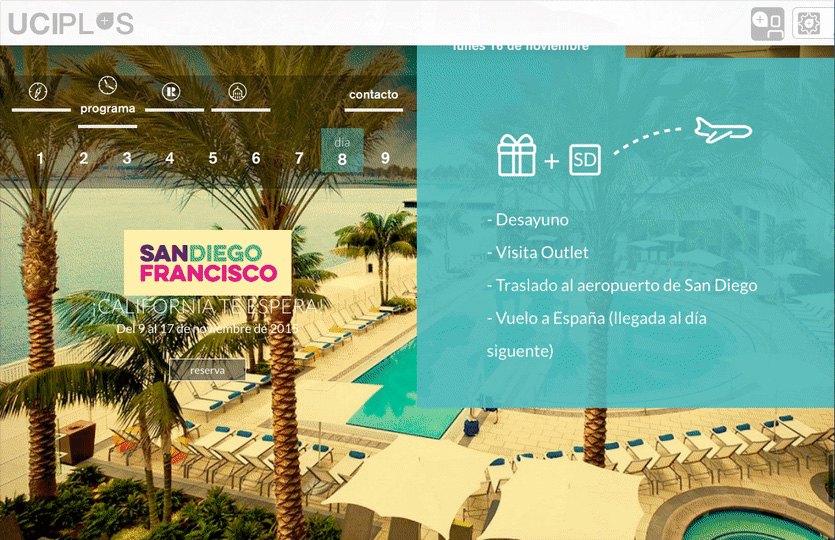 UCIPLUS
lunes 16 de noviembre
contacto
programa
día
1 2 3 4 5 6 7 8 9
+ SD
- Desayuno
- Visita Outlet
- Traslado al aeropuerto de San Diego
- Vuelo a España (llegada al día
siguente)
SANDIEGO
FRANCISCO
¡CALIFORNIA TE ESPERA!
Del 9 al 17 de noviembre de 2015
reserva